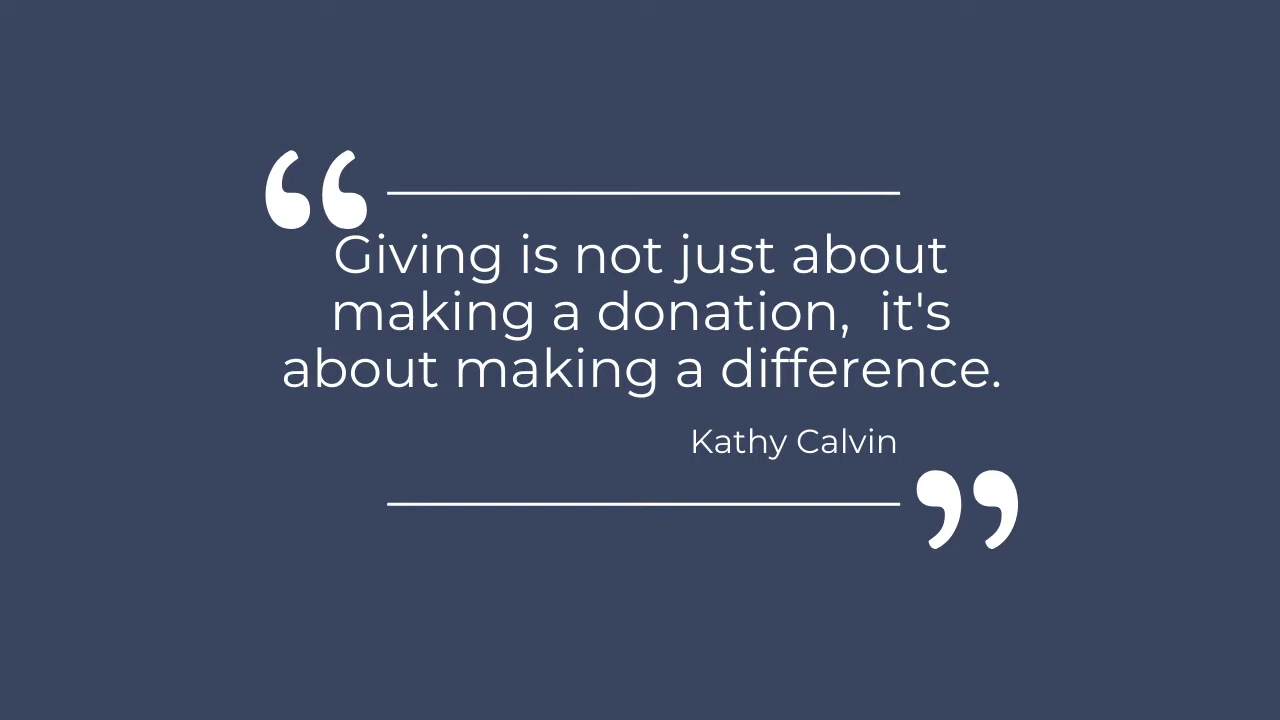 “
Giving is not just about
making a donation,  it's
about making a difference.
Kathy Calvin
”